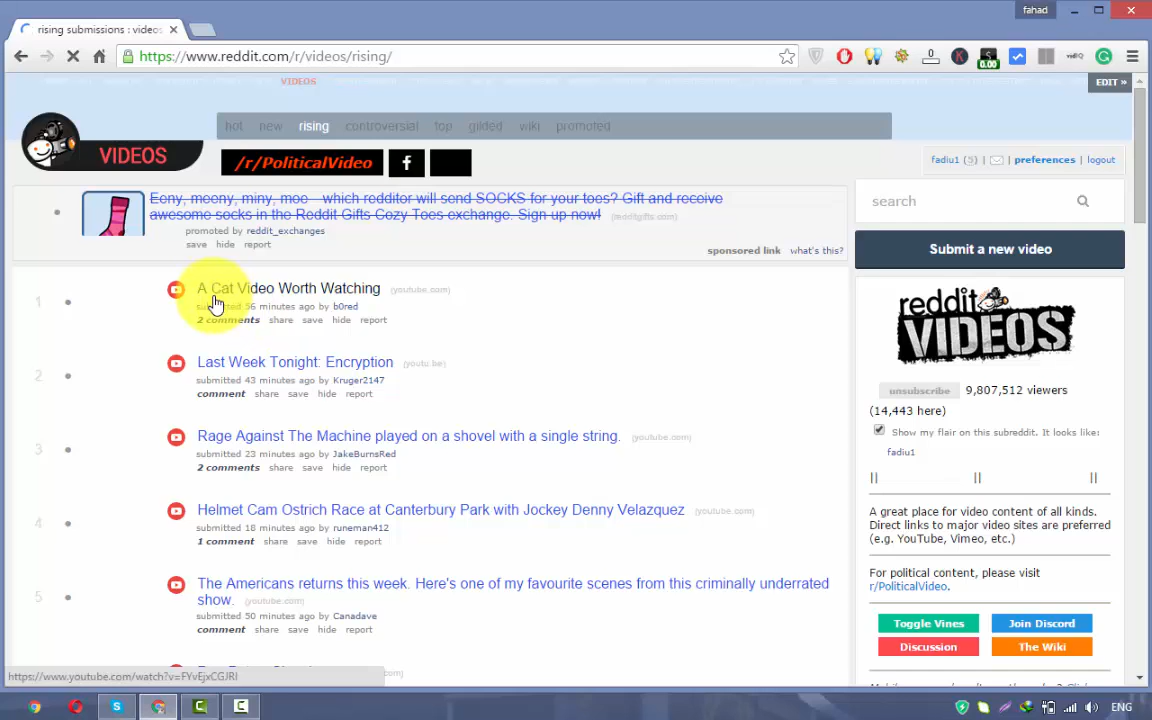 fahad
rising submissions : videos
https://www.reddit.com/r/videos/rising/
0
0.00
VIDEOS
EDIT »
hot new rising controversial top gilded wiki promoted
VIDEOS
/r/PoliticalVideo
fadiu1 (5) | | preferences | logout
Eeny, meeny, miny, moe - which redditor will send SOCKS for your toes? Gift and receive
awesome socks in the Reddit Gifts Cozy Toes exchange. Sign up now! (redditgifts.com)
promoted by reddit_exchanges
save hide report
sponsored link what's this?
search
Submit a new video
1
A Cat Video Worth Watching (youtube.com)
submitted 56 minutes ago by b0red
2 comments share save hide report
2
Last Week Tonight: Encryption (youtu.be)
submitted 43 minutes ago by Kruger2147
comment share save hide report
3
Rage Against The Machine played on a shovel with a single string. (youtube.com)
submitted 23 minutes ago by JakeBurnsRed
2 comments share save hide report
4
Helmet Cam Ostrich Race at Canterbury Park with Jockey Denny Velazquez (youtube.com)
submitted 18 minutes ago by runeman412
1 comment share save hide report
5
The Americans returns this week. Here's one of my favourite scenes from this criminally underrated
show. (youtube.com)
submitted 50 minutes ago by Canadave
comment share save hide report
reddit
VIDEOS
unsubscribe 9,807,512 viewers
(14,443 here)
Show my flair on this subreddit. It looks like:
fadiu1
|| || ||
A great place for video content of all kinds.
Direct links to major video sites are preferred
(e.g. YouTube, Vimeo, etc.)
For political content, please visit
r/PoliticalVideo.
Toggle Vines Join Discord
Discussion The Wiki
https://www.youtube.com/watch?v=FYvEjxCGJRI
ENG